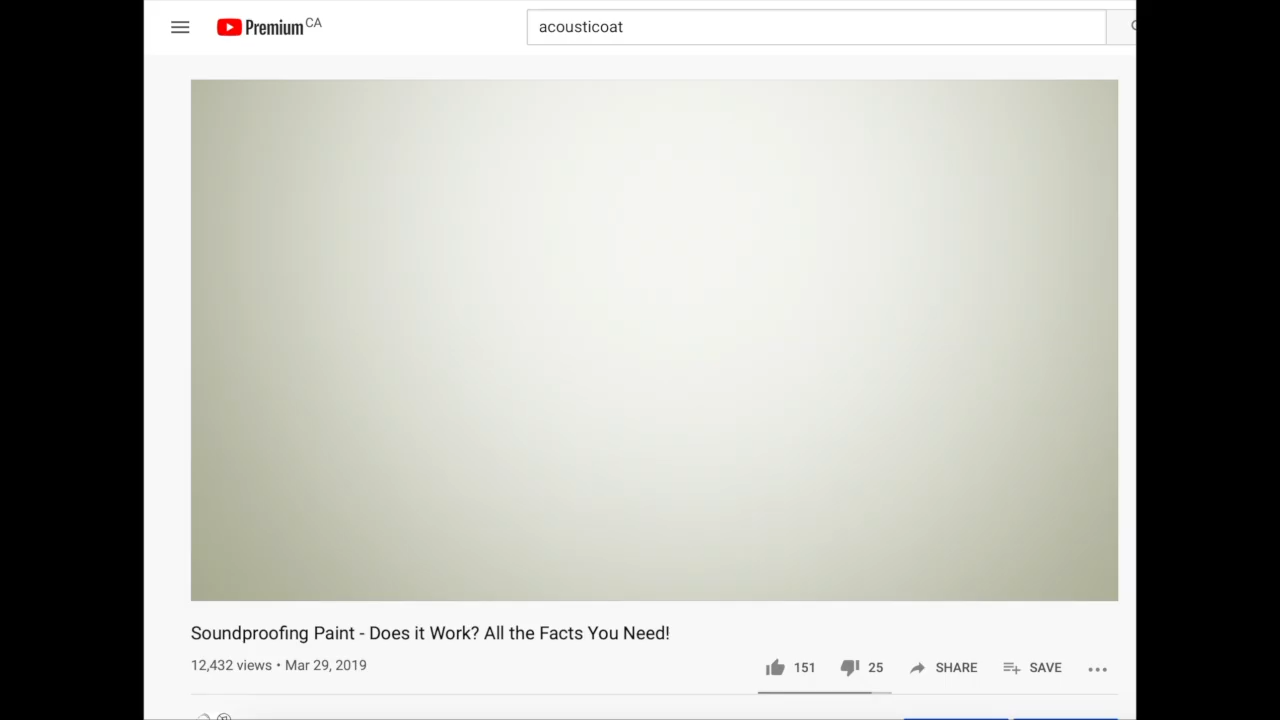 Premium CA
acousticoat
Soundproofing Paint - Does it Work? All the Facts You Need!
12,432 views • Mar 29, 2019
151
25
SHARE
SAVE